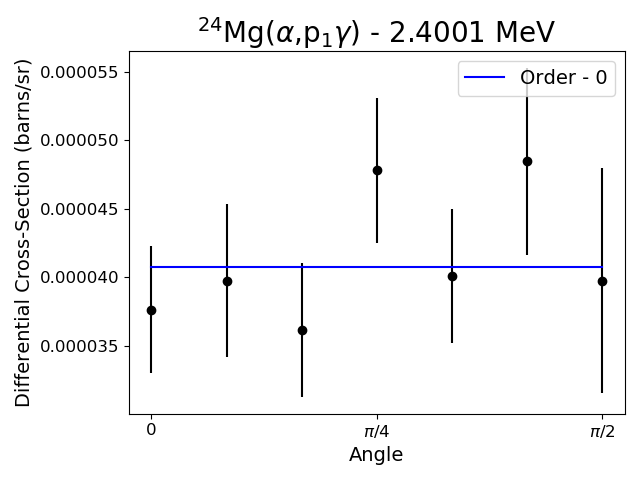 ²⁴Mg(α,p₁γ) - 2.4001 MeV
Order - 0
Differential Cross-Section (barns/sr)
0.000055
0.000050
0.000045
0.000040
0.000035
0
π/4
π/2
Angle